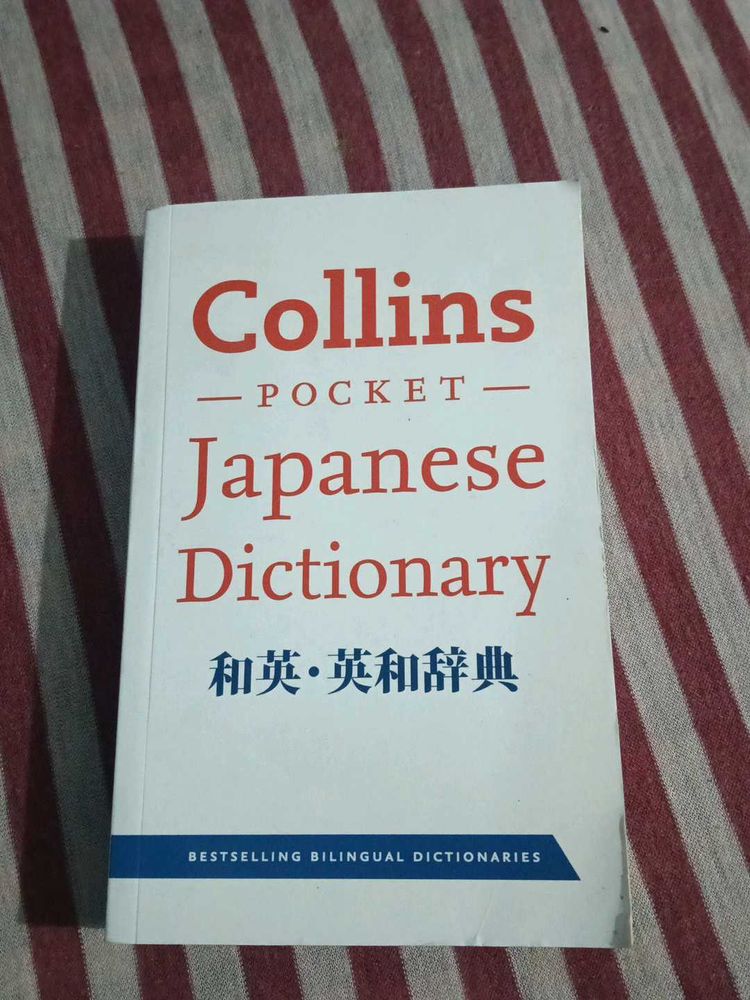 Collins
— POCKET —
Japanese
Dictionary
和英・英和辞典
BESTSELLING BILINGUAL DICTIONARIES